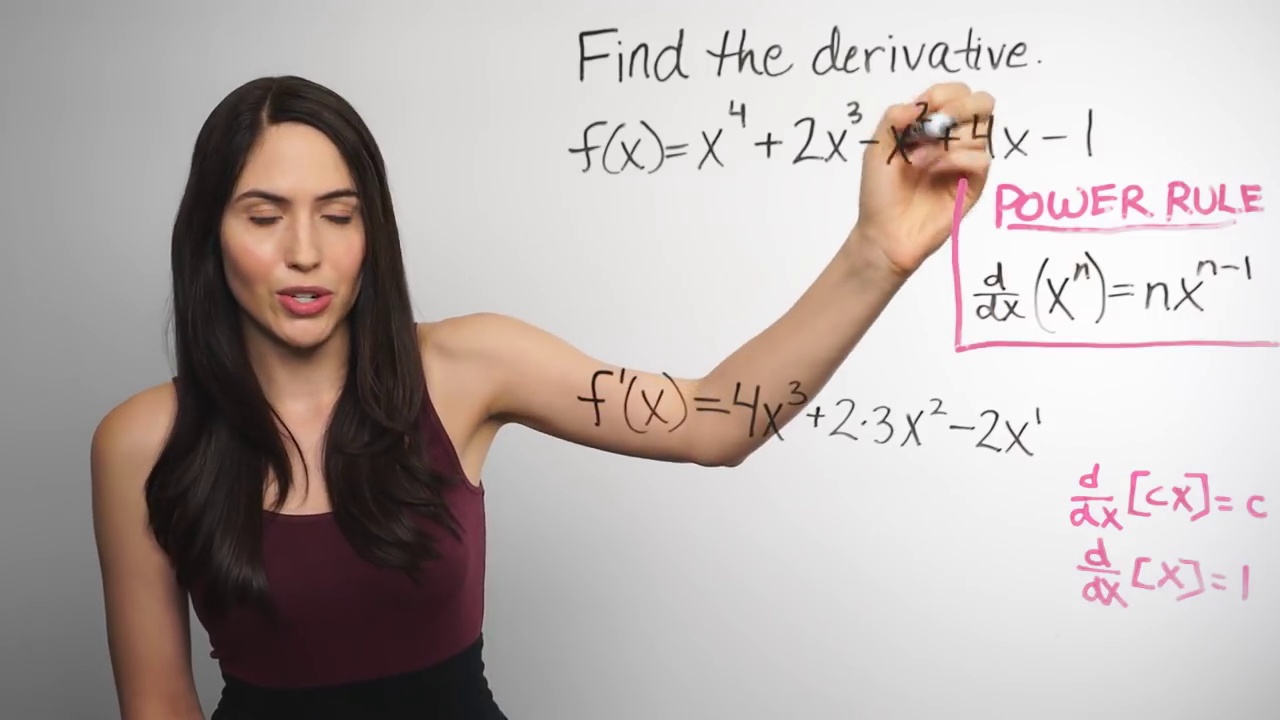 Find the derivative.
f(x)=x⁴+2x³-x²+4x-1
POWER RULE
d/dx(xⁿ)=nxⁿ⁻¹
f'(x)=4x³+2·3x²-2x¹
d/dx[cx]=c
d/dx[x]=1